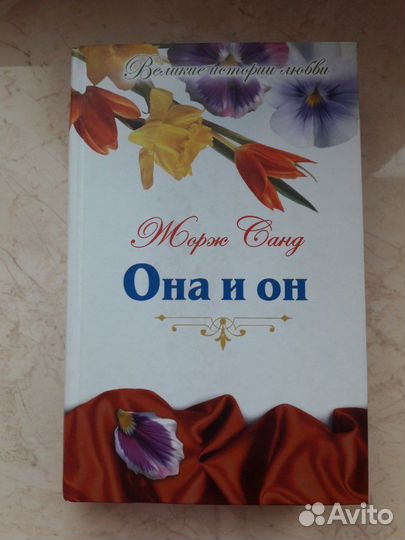 Великие истории любви
Жорж Санд
Она и он
Avito